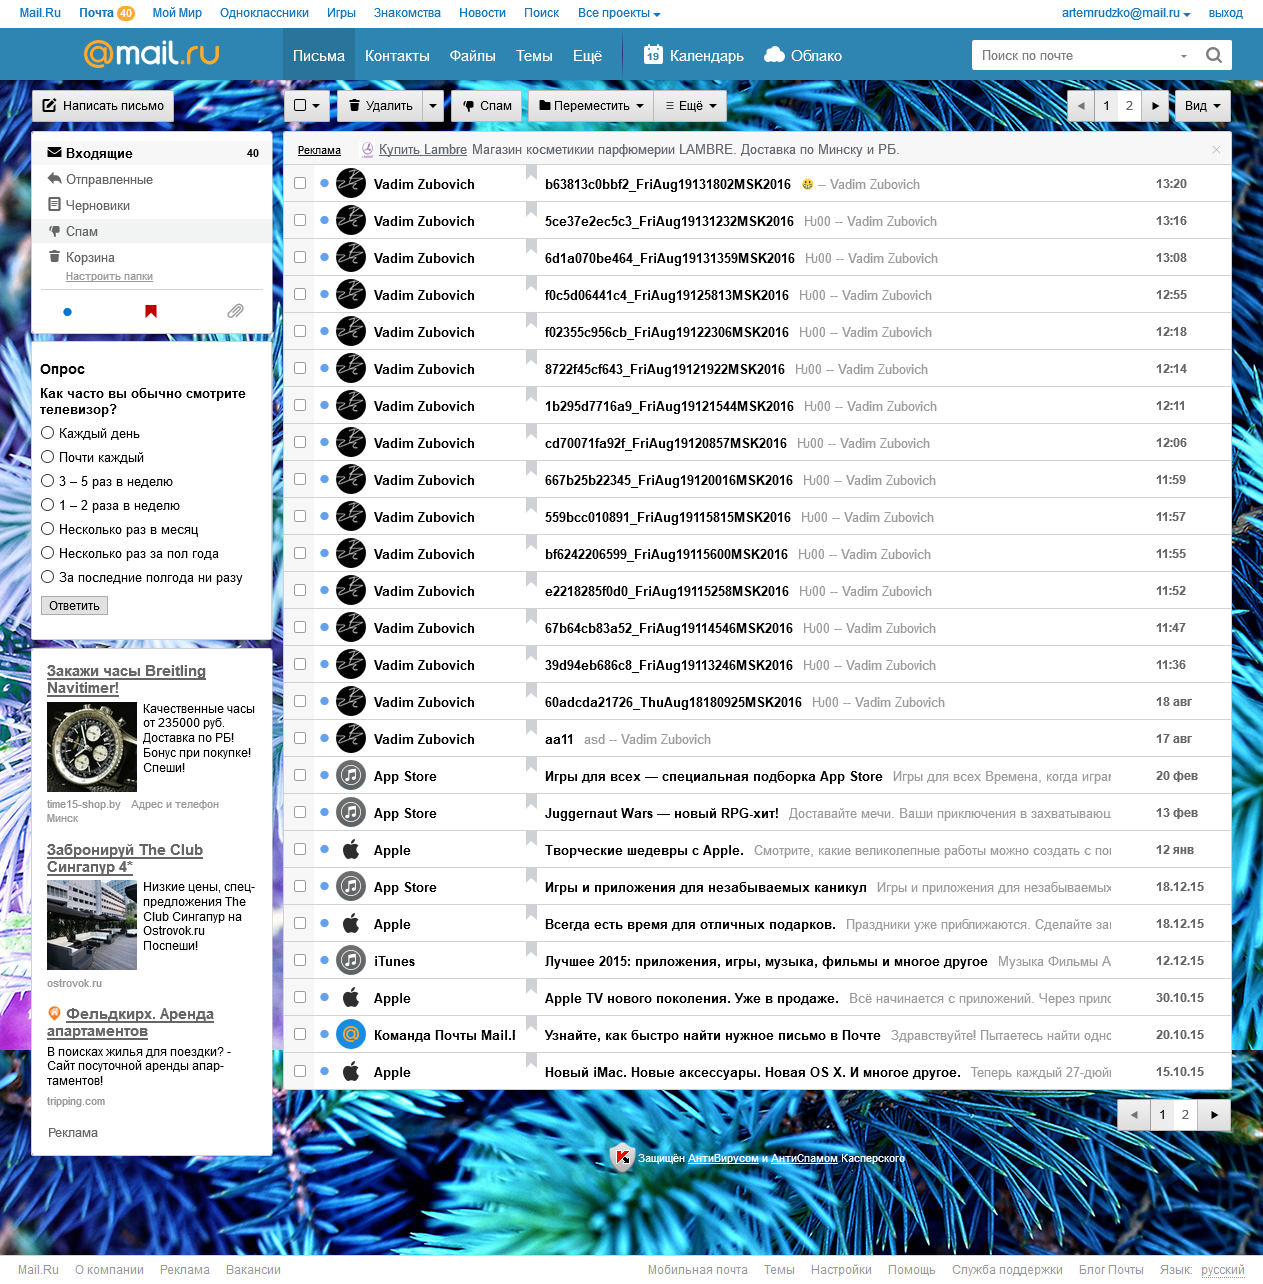 Mail.Ru Почта 40 Мой Мир Одноклассники Игры Знакомства Новости Поиск Все проекты artemrudzko@mail.ru выход
@mail.ru Письма Контакты Файлы Темы Ещё 19 Календарь Облако Поиск по почте
Написать письмо Удалить Спам Переместить Ещё 1 2 Вид
Входящие 40
Отправленные
Черновики
Спам
Корзина
Настроить папки
Опрос
Как часто вы обычно смотрите
телевизор?
Каждый день
Почти каждый
3 – 5 раз в неделю
1 – 2 раза в неделю
Несколько раз в месяц
Несколько раз за пол года
За последние полгода ни разу
Ответить
Закажи часы Breitling
Navitimer!
Качественные часы
от 235000 руб.
Доставка по РБ!
Бонус при покупке!
Спеши!
time15-shop.by Адрес и телефон
Минск
Забронируй The Club
Сингапур 4*
Низкие цены, спец-
предложения The
Club Сингапур на
Ostrovok.ru
Поспеши!
ostrovok.ru
Фельдкирх. Аренда
апартаментов
В поисках жилья для поездки? -
Сайт посуточной аренды апар-
таментов!
tripping.com
Реклама
Реклама Купить Lambre Магазин косметикии парфюмерии LAMBRE. Доставка по Минску и РБ.
Vadim Zubovich b63813c0bbf2_FriAug19131802MSK2016 -- Vadim Zubovich 13:20
Vadim Zubovich 5ce37e2ec5c3_FriAug19131232MSK2016 Њ00 -- Vadim Zubovich 13:16
Vadim Zubovich 6d1a070be464_FriAug19131359MSK2016 Њ00 -- Vadim Zubovich 13:08
Vadim Zubovich f0c5d06441c4_FriAug19125813MSK2016 Њ00 -- Vadim Zubovich 12:55
Vadim Zubovich f02355c956cb_FriAug19122306MSK2016 Њ00 -- Vadim Zubovich 12:18
Vadim Zubovich 8722f45cf643_FriAug19121922MSK2016 Њ00 -- Vadim Zubovich 12:14
Vadim Zubovich 1b295d7716a9_FriAug19121544MSK2016 Њ00 -- Vadim Zubovich 12:11
Vadim Zubovich cd70071fa92f_FriAug19120857MSK2016 Њ00 -- Vadim Zubovich 12:06
Vadim Zubovich 667b25b22345_FriAug19120016MSK2016 Њ00 -- Vadim Zubovich 11:59
Vadim Zubovich 559bcc010891_FriAug19115815MSK2016 Њ00 -- Vadim Zubovich 11:57
Vadim Zubovich bf6242206599_FriAug19115600MSK2016 Њ00 -- Vadim Zubovich 11:55
Vadim Zubovich e2218285f0d0_FriAug19115258MSK2016 Њ00 -- Vadim Zubovich 11:52
Vadim Zubovich 67b64cb83a52_FriAug19114546MSK2016 Њ00 -- Vadim Zubovich 11:47
Vadim Zubovich 39d94eb686c8_FriAug19113246MSK2016 Њ00 -- Vadim Zubovich 11:36
Vadim Zubovich 60adcda21726_ThuAug18180925MSK2016 Њ00 -- Vadim Zubovich 18 авг
Vadim Zubovich aa11 asd -- Vadim Zubovich 17 авг
App Store Игры для всех — специальная подборка App Store Игры для всех Времена, когда играм 20 фев
App Store Juggernaut Wars — новый RPG-хит! Доставайте мечи. Ваши приключения в захватывающ 13 фев
Apple Творческие шедевры с Apple. Смотрите, какие великолепные работы можно создать с по 12 янв
App Store Игры и приложения для незабываемых каникул Игры и приложения для незабываемых 18.12.15
Apple Всегда есть время для отличных подарков. Праздники уже приближаются. Сделайте за 18.12.15
iTunes Лучшее 2015: приложения, игры, музыка, фильмы и многое другое Музыка Фильмы А 12.12.15
Apple Apple TV нового поколения. Уже в продаже. Всё начинается с приложений. Через прило 30.10.15
Команда Почты Mail.R Узнайте, как быстро найти нужное письмо в Почте Здравствуйте! Пытаетесь найти одно 20.10.15
Apple Новый iMac. Новые аксессуары. Новая OS X. И многое другое. Теперь каждый 27-дюйм 15.10.15
1 2
Защищён АнтиВирусом и АнтиСпамом Касперского
Mail.Ru О компании Реклама Вакансии Мобильная почта Темы Настройки Помощь Служба поддержки Блог Почты Язык: русский